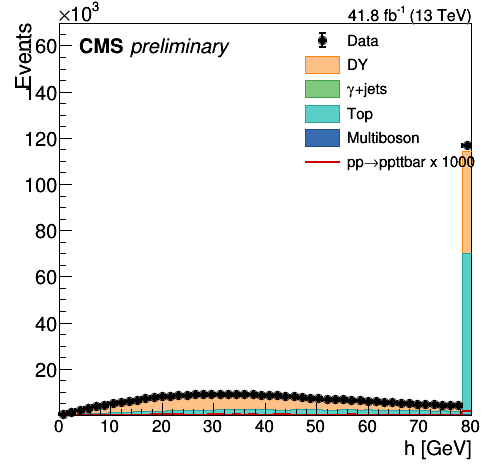 ×10³
41.8 fb⁻¹ (13 TeV)
Events
CMS preliminary
Data
DY
γ+jets
Top
Multiboson
pp→ppttbar x 1000
160
140
120
100
80
60
40
20
0 10 20 30 40 50 60 70 80
h [GeV]